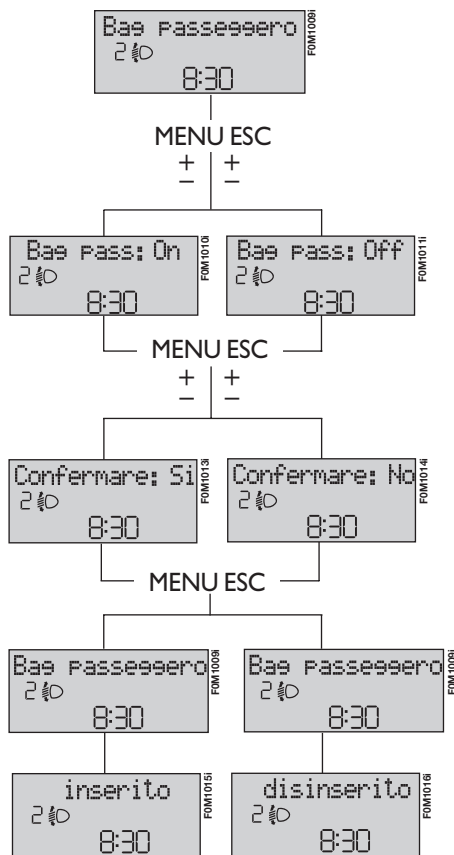 Bag passeggero
F0M1009i
2
8:30
MENU ESC
+ +
– –
Bag pass: On
F0M1010i
2
8:30
Bag pass: Off
F0M1011i
2
8:30
MENU ESC
+ +
– –
Confermare: Si
F0M1013i
2
8:30
Confermare: No
F0M1014i
2
8:30
MENU ESC
Bag passeggero
F0M1009i
2
8:30
Bag passeggero
F0M1009i
2
8:30
inserito
F0M1015i
2
8:30
disinserito
F0M1016i
2
8:30